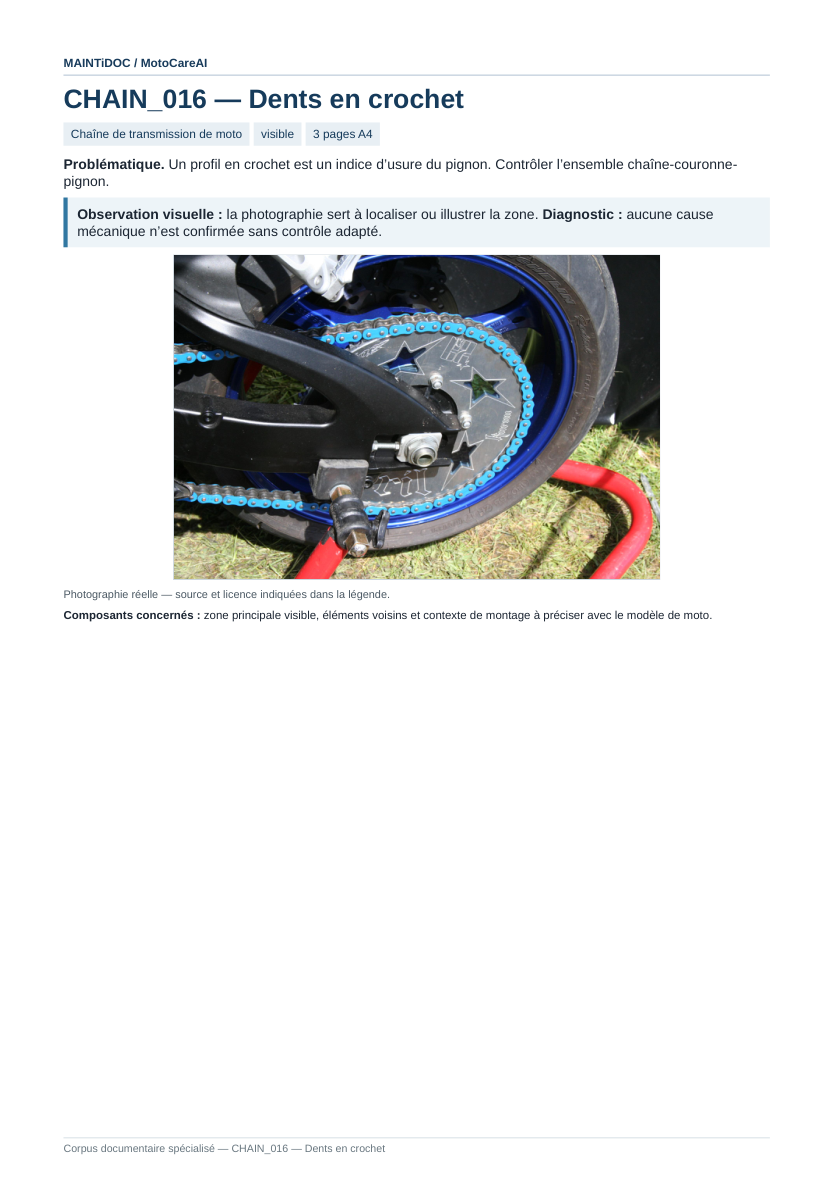 MAINTiDOC / MotoCareAI
CHAIN_016 — Dents en crochet
Chaîne de transmission de moto visible 3 pages A4
Problématique. Un profil en crochet est un indice d’usure du pignon. Contrôler l’ensemble chaîne-couronne-
pignon.
Observation visuelle : la photographie sert à localiser ou illustrer la zone. Diagnostic : aucune cause
mécanique n’est confirmée sans contrôle adapté.
Photographie réelle — source et licence indiquées dans la légende.
Composants concernés : zone principale visible, éléments voisins et contexte de montage à préciser avec le modèle de moto.
Corpus documentaire spécialisé — CHAIN_016 — Dents en crochet